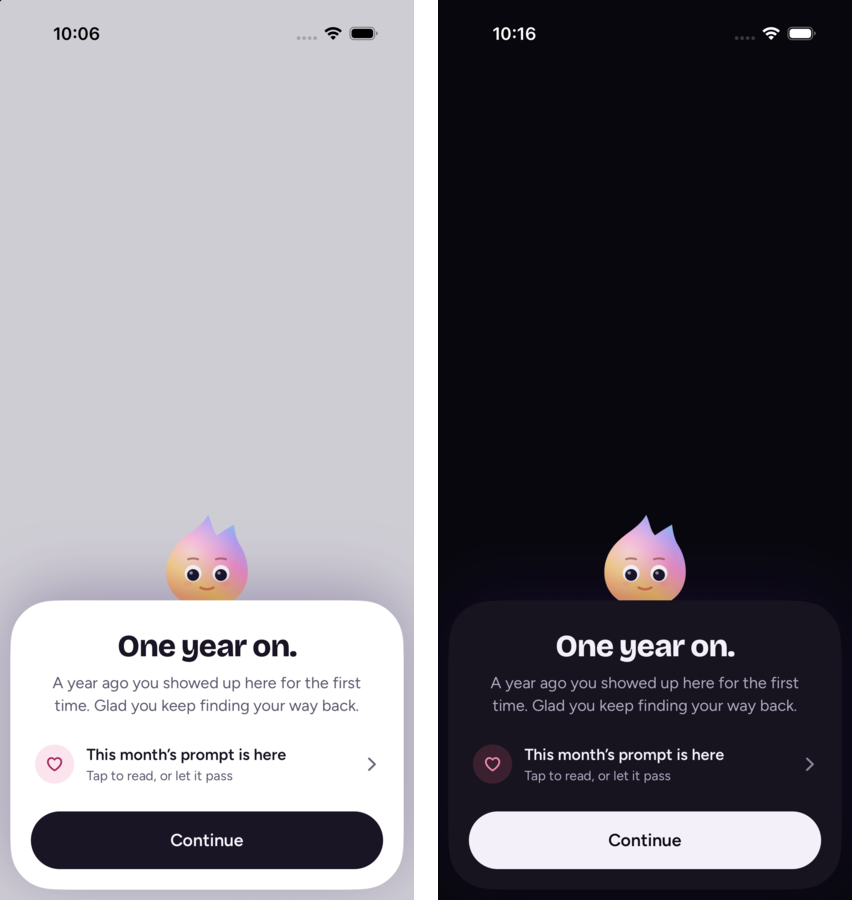 10:06
One year on.
A year ago you showed up here for the first
time. Glad you keep finding your way back.
This month’s prompt is here
Tap to read, or let it pass
Continue
10:16
One year on.
A year ago you showed up here for the first
time. Glad you keep finding your way back.
This month’s prompt is here
Tap to read, or let it pass
Continue